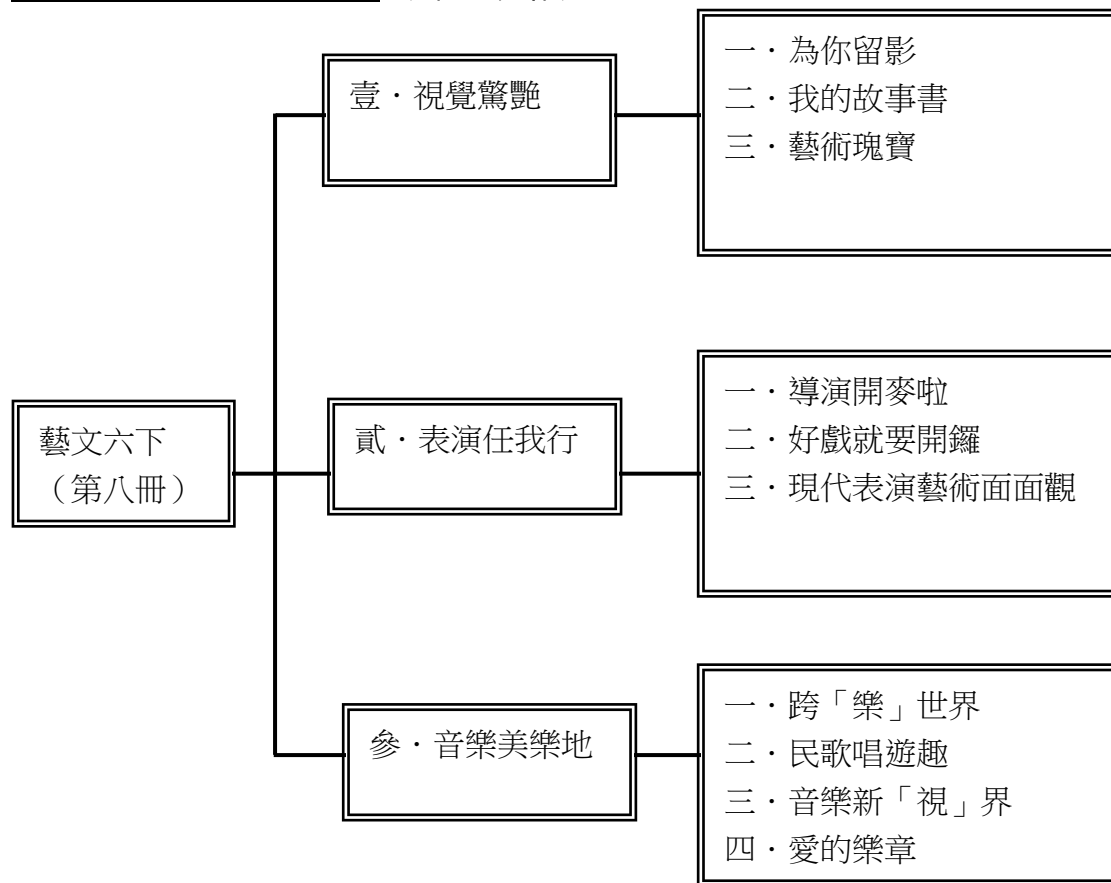 藝文六下
（第八冊）
壹．視覺驚艷
一．為你留影
二．我的故事書
三．藝術瑰寶
貳．表演任我行
一．導演開麥啦
二．好戲就要開鑼
三．現代表演藝術面面觀
參．音樂美樂地
一．跨「樂」世界
二．民歌唱遊趣
三．音樂新「視」界
四．愛的樂章